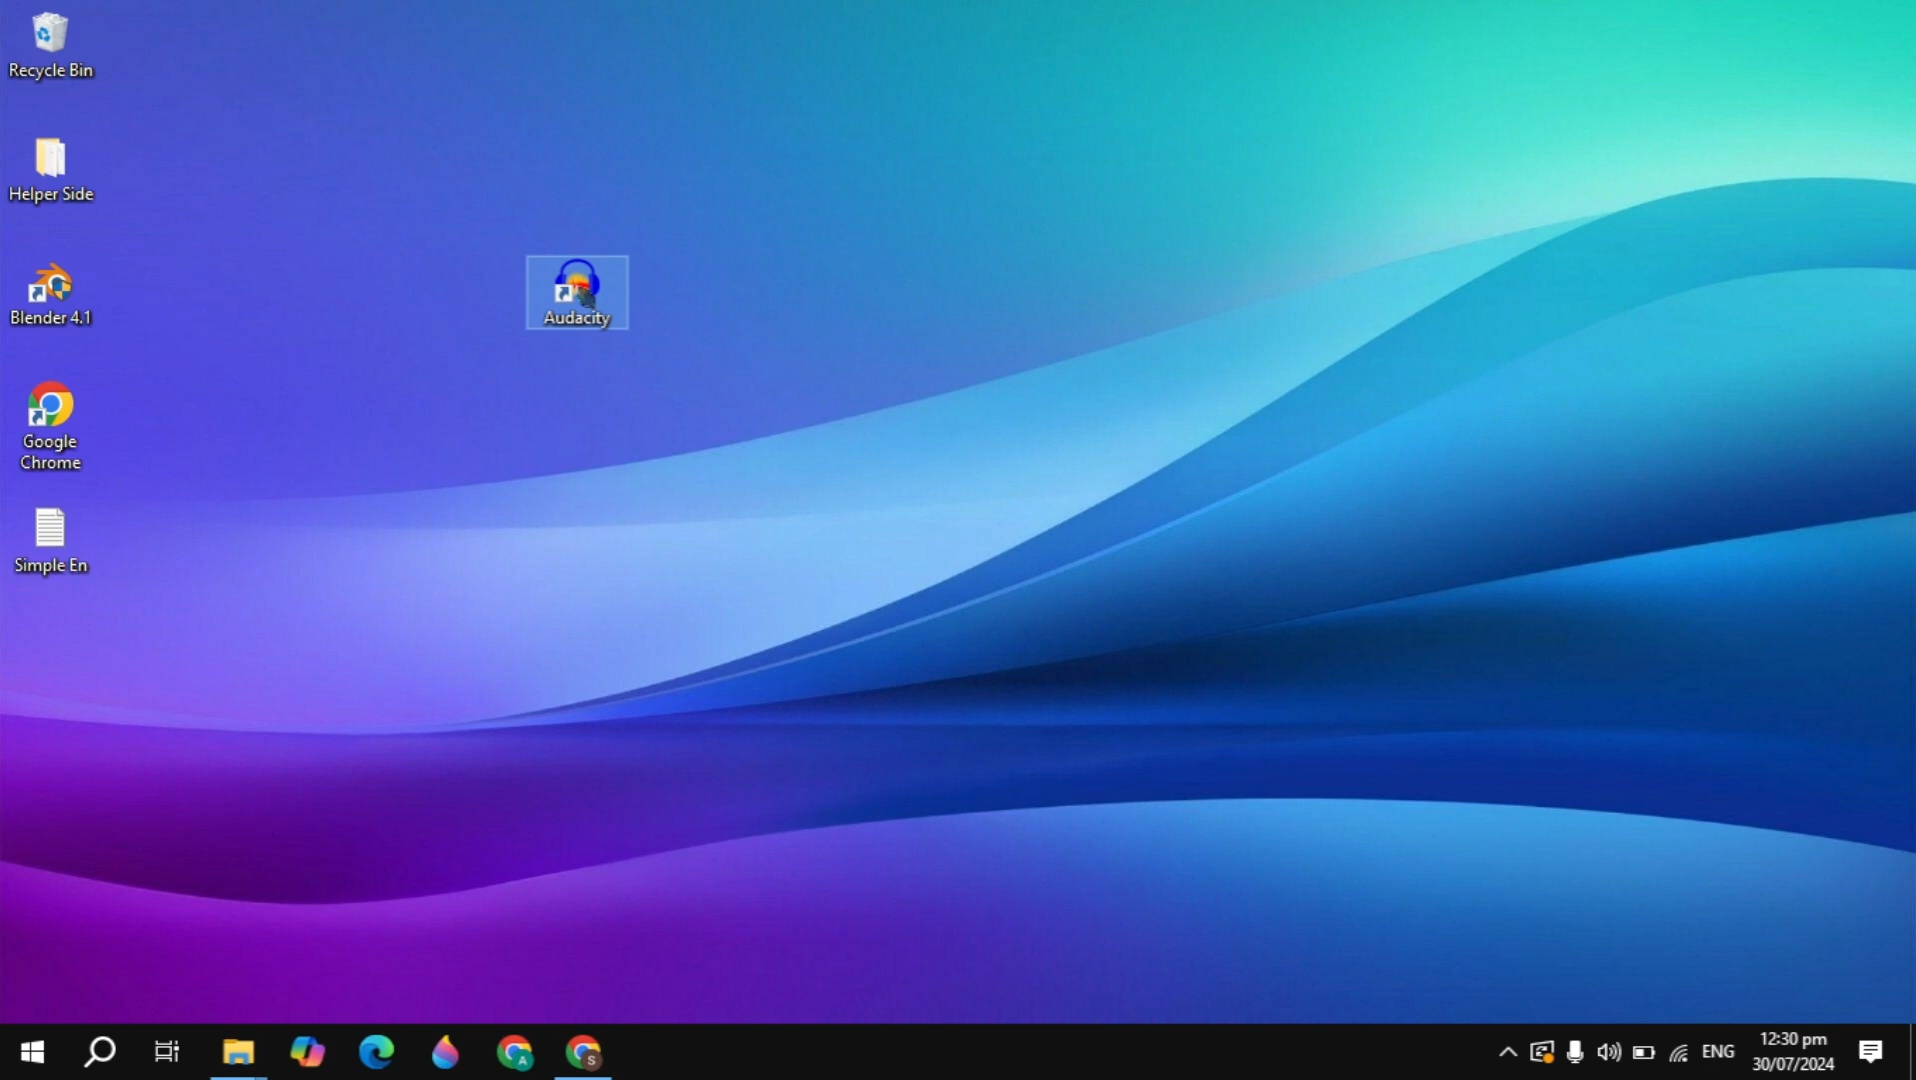 Recycle Bin
Helper Side
Blender 4.1
Google
Chrome
Simple En
Audacity
A
S
ENG
12:30 pm
30/07/2024